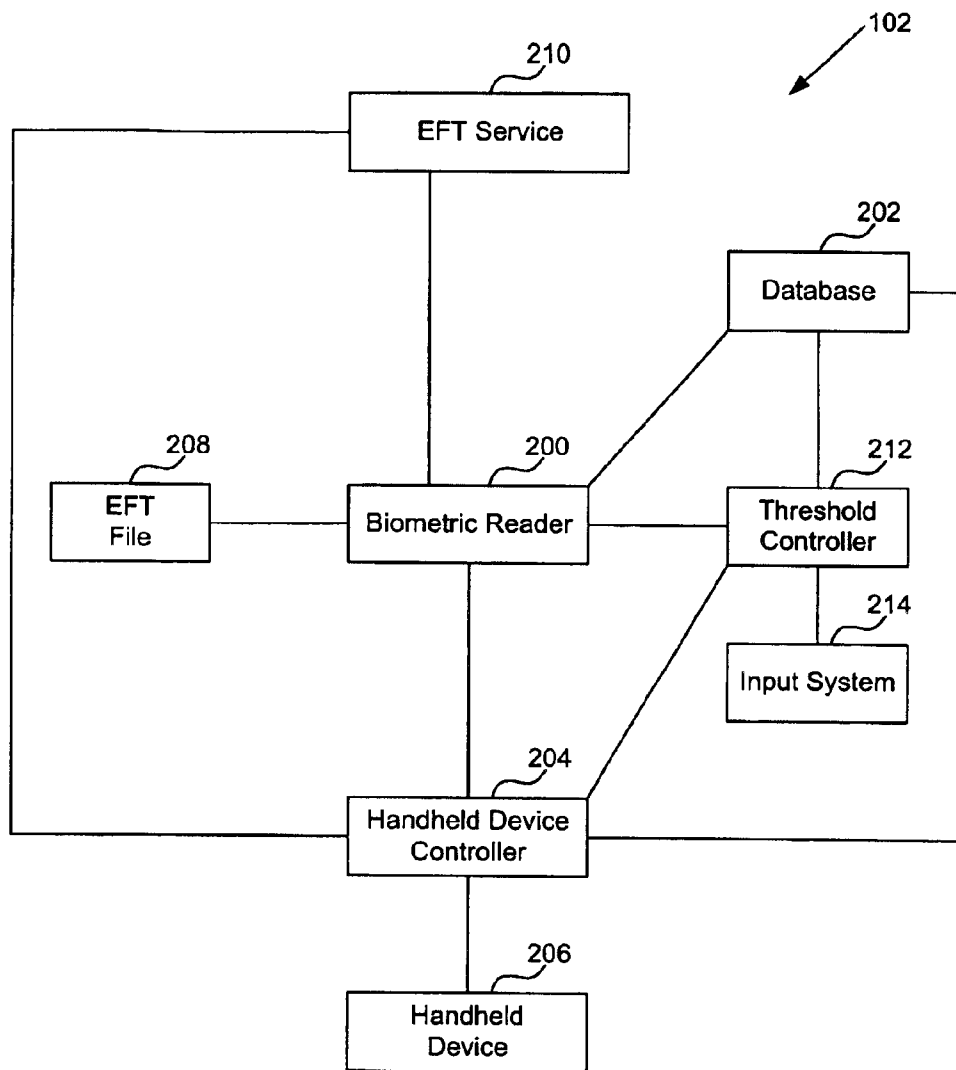 102
210
EFT Service
202
Database
208
EFT
File
200
Biometric Reader
212
Threshold
Controller
214
Input System
204
Handheld Device
Controller
206
Handheld
Device